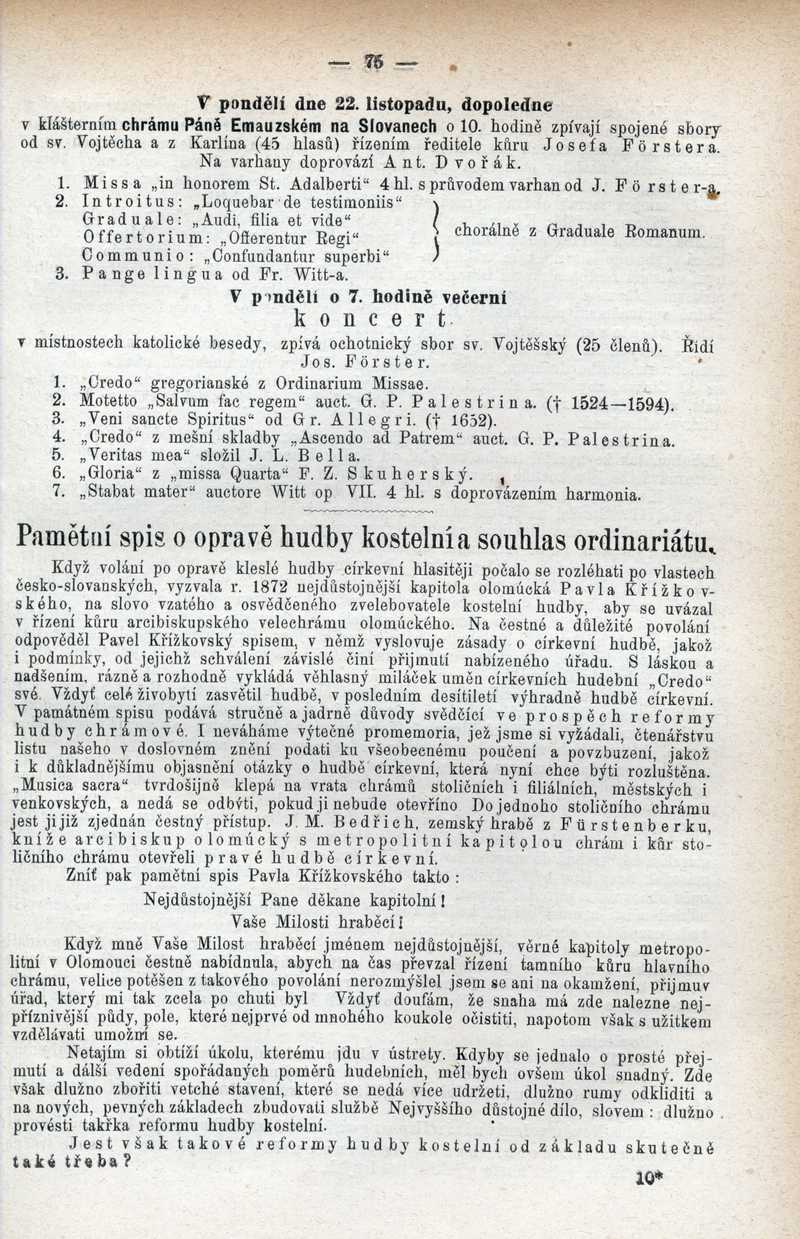 — 75 —
V pondělí dne 22. listopadu, dopoledne
v klášterním chrámu Páně Emauzském na Slovanech o 10. hodině zpívají spojené sbory
od sv. Vojtěcha a z Karlína (45 hlasů) řízením ředitele kůru Josefa Förstera.
Na varhany doprovází Ant. Dvořák.
1. Missa „in honorem St. Adalberti“ 4 hl. s průvodem varhan od J. Förster-a.
2. Introitus: „Loquebar de testimoniis“
Graduale: „Audi, filia et vide“
Offertorium: „Offerentur Regi“
Communio: „Confundantur superbi“
chorálně z Graduale Romanum.
3. Pange lingua od Fr. Witt-a.
V pondělí o 7. hodině večerní
koncert
v místnostech katolické besedy, zpívá ochotnický sbor sv. Vojtěšský (25 členů). Řídí
Jos. Förster.
1. „Credo“ gregorianské z Ordinarium Missae.
2. Motetto „Salvum fac regem“ auct. G. P. Palestrina. († 1524—1594).
3. „Veni sancte Spiritus“ od Gr. Allegri. († 1652).
4. „Credo“ z mešní skladby „Ascendo ad Patrem“ auct. G. P. Palestrina.
5. „Veritas mea“ složil J. L. Bella.
6. „Gloria“ z „missa Quarta“ F. Z. Skuherský.
7. „Stabat mater“ auctore Witt op VII. 4 hl. s doprovázením harmonia.
Pamětní spis o opravě hudby kostelní a souhlas ordinariátu.
Když volání po opravě kleslé hudby církevní hlasitěji počalo se rozléhati po vlastech
česko-slovanských, vyzvala r. 1872 nejdůstojnější kapitola olomúcká Pavla Křížkov-
ského, na slovo vzatého a osvědčeného zvelebovatele kostelní hudby, aby se uvázal
v řízení kůru arcibiskupského velechrámu olomúckého. Na čestné a důležité povolání
odpověděl Pavel Křížkovský spisem, v němž vyslovuje zásady o církevní hudbě, jakož
i podmínky, od jejichž schválení závislé činí přijmutí nabízeného úřadu. S láskou a
nadšením, rázně a rozhodně vykládá věhlasný miláček uměn církevních hudební „Credo“
své. Vždyť celé živobytí zasvětil hudbě, v posledním desítiletí výhradně hudbě církevní.
V památném spisu podává stručně a jadrně důvody svědčící ve prospěch reformy
hudby chrámové. I neváháme výtečné promemoria, jež jsme si vyžádali, čtenářstvu
listu našeho v doslovném znění podati ku všeobecnému poučení a povzbuzení, jakož
i k důkladnějšímu objasnění otázky o hudbě církevní, která nyní chce býti rozluštěna.
„Musica sacra“ tvrdošijně klepá na vrata chrámů stoličních i filiálních, městských i
venkovských, a nedá se odbýti, pokud jí nebude otevříno Do jednoho stoličního chrámu
jest jí již zjednán čestný přístup. J. M. Bedřich, zemský hrabě z Fürstenberku,
kníže arcibiskup olomúcký s metropolitní kapitolou chrám i kůr sto-
ličního chrámu otevřeli pravé hudbě církevní.
Zníť pak pamětní spis Pavla Křížkovského takto :
Nejdůstojnější Pane děkane kapitolní!
Vaše Milosti hraběcí!
Když mně Vaše Milost hraběcí jménem nejdůstojnější, věrné kapitoly metropo-
litní v Olomouci čestně nabídnula, abych na čas převzal řízení tamního kůru hlavního
chrámu, velice potěšen z takového povolání nerozmýšlel jsem se ani na okamžení, přijmuv
úřad, který mi tak zcela po chuti byl Vždyť doufám, že snaha má zde nalezne nej-
příznivější půdy, pole, které nejprvé od mnohého koukole očistiti, napotom však s užitkem
vzdělávati umožní se.
Netajím si obtíží úkolu, kterému jdu v ústrety. Kdyby se jednalo o prosté přej-
mutí a další vedení spořádaných poměrů hudebních, měl bych ovšem úkol snadný. Zde
však dlužno zbořiti vetché stavení, které se nedá více udržeti, dlužno rumy odkliditi a
na nových, pevných základech zbudovati službě Nejvyššího důstojné dílo, slovem : dlužno
provésti takřka reformu hudby kostelní.
Jest však takové reformy hudby kostelní od základu skutečně
také třeba?
10*